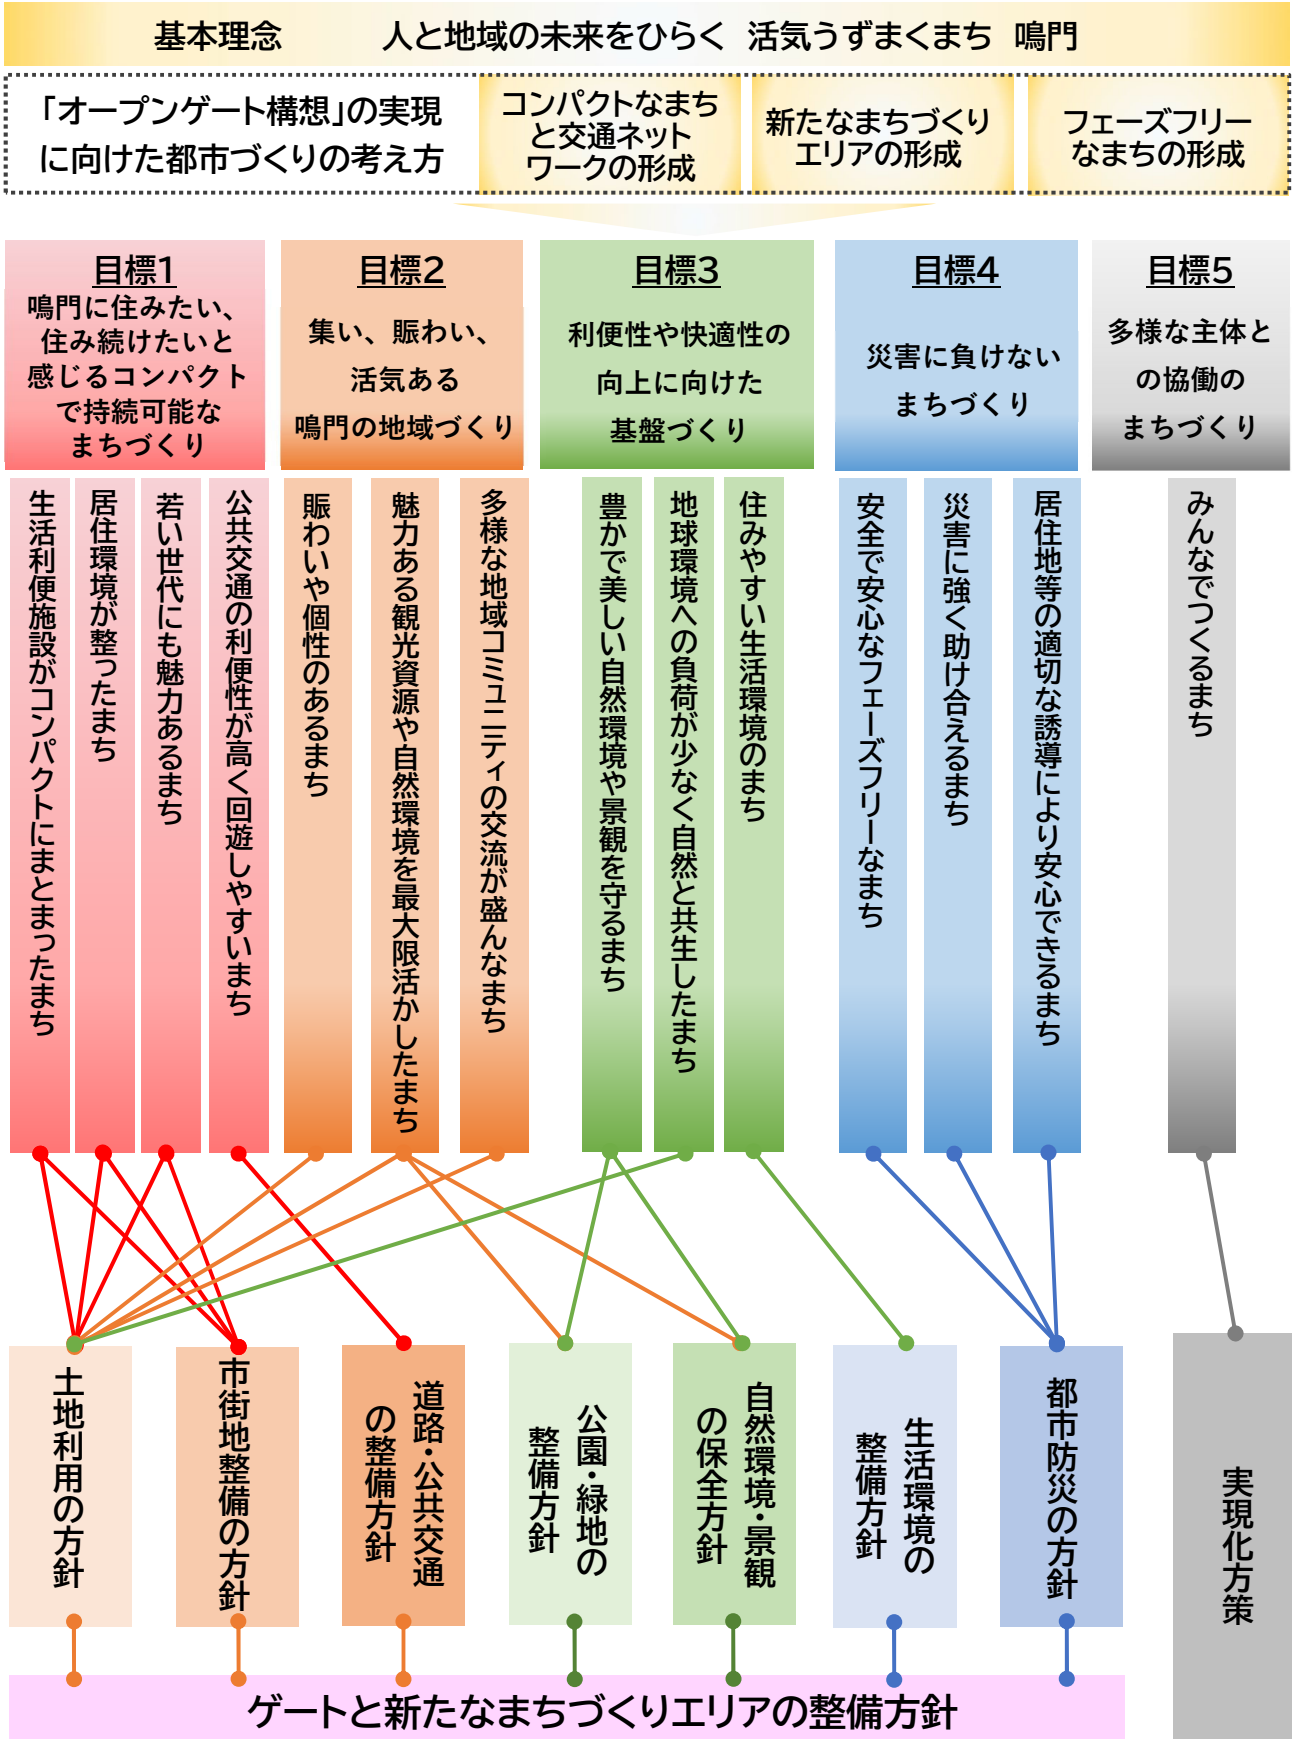 基本理念 人と地域の未来をひらく 活気うずまくまち 鳴門
「オープンゲート構想」の実現
に向けた都市づくりの考え方
コンパクトなまち
と交通ネット
ワークの形成
新たなまちづくり
エリアの形成
フェーズフリー
なまちの形成
目標1
鳴門に住みたい、
住み続けたいと
感じるコンパクト
で持続可能な
まちづくり
目標2
集い、賑わい、
活気ある
鳴門の地域づくり
目標3
利便性や快適性の
向上に向けた
基盤づくり
目標4
災害に負けない
まちづくり
目標5
多様な主体と
の協働の
まちづくり
生活利便施設がコンパクトにまとまったまち
居住環境が整ったまち
若い世代にも魅力あるまち
公共交通の利便性が高く回遊しやすいまち
賑わいや個性のあるまち
魅力ある観光資源や自然環境を最大限活かしたまち
多様な地域コミュニティの交流が盛んなまち
豊かで美しい自然環境や景観を守るまち
地球環境への負荷が少なく自然と共生したまち
住みやすい生活環境のまち
安全で安心なフェーズフリーなまち
災害に強く助け合えるまち
居住地等の適切な誘導により安心できるまち
みんなでつくるまち
土地利用の方針
市街地整備の方針
道路・公共交通
の整備方針
公園・緑地の
整備方針
自然環境・景観
の保全方針
生活環境の
整備方針
都市防災の方針
実現化方策
ゲートと新たなまちづくりエリアの整備方針